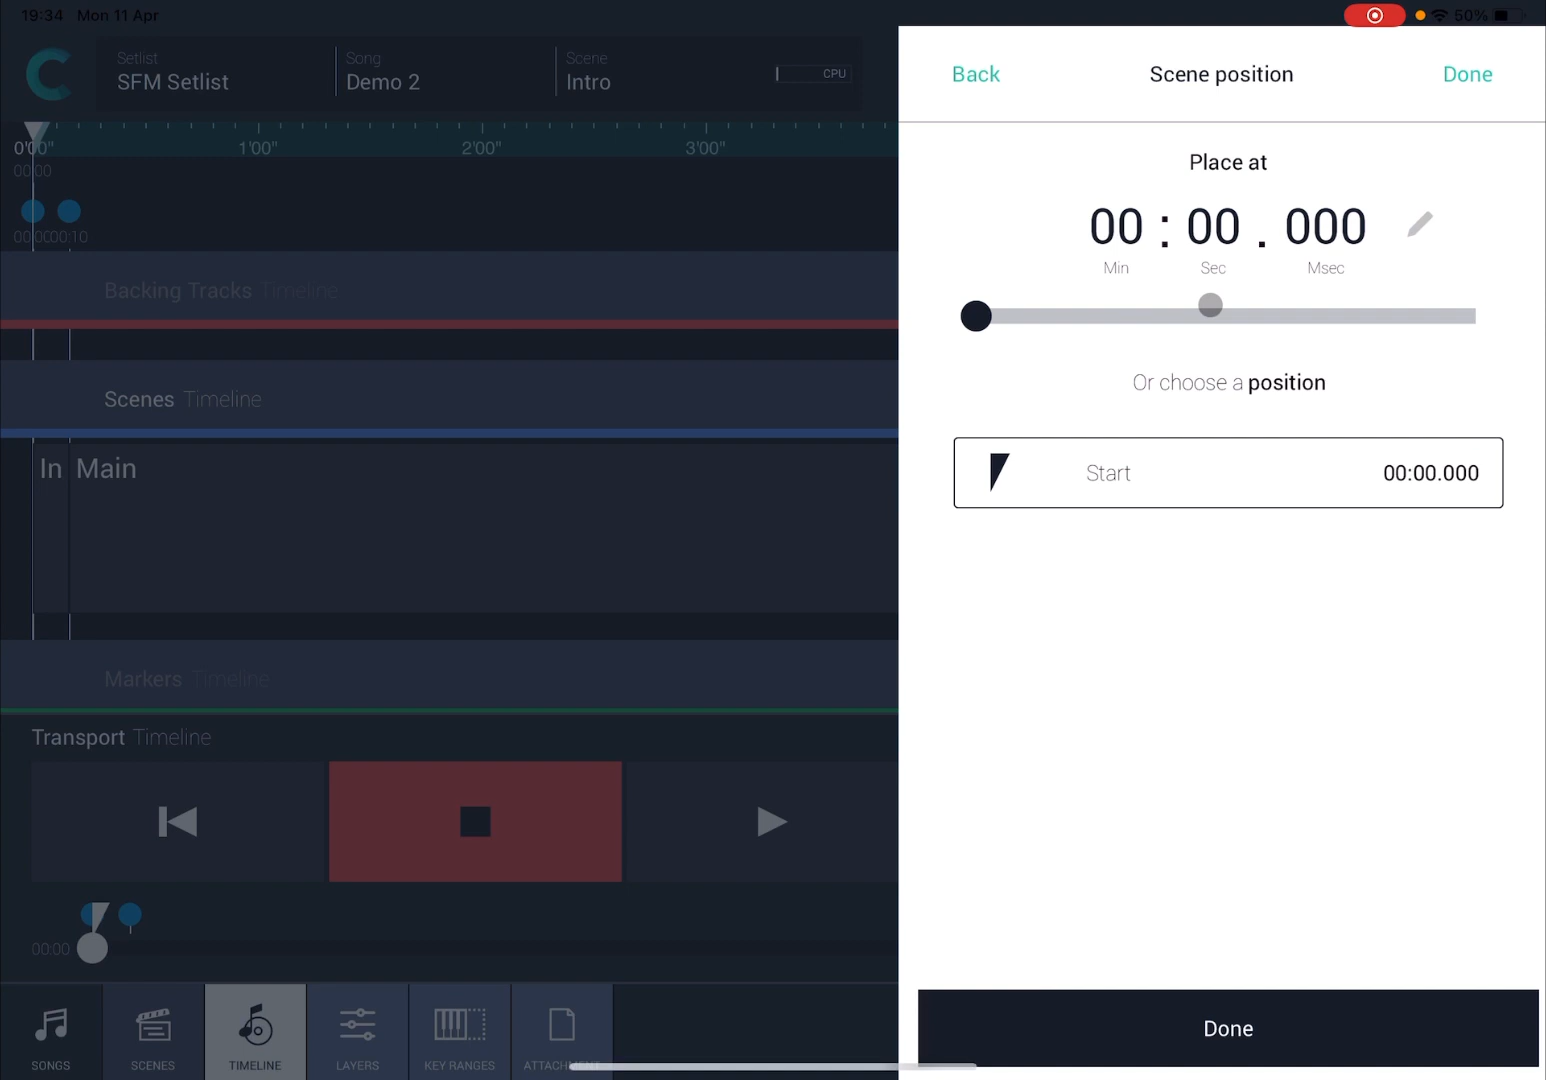 19:34 Mon 11 Apr
50%
Setlist
SFM Setlist
Song
Demo 2
Scene
Intro
CPU
Back
Scene position
Done
0'00"
1'00"
2'00"
3'00"
00:00
00:10
Place at
00 : 00 . 000
Min
Sec
Msec
Backing Tracks Timeline
Or choose a position
Scenes Timeline
In
Main
Start
00:00.000
Markers Timeline
Transport Timeline
00:00
Done
SONGS
SCENES
TIMELINE
LAYERS
KEY RANGES